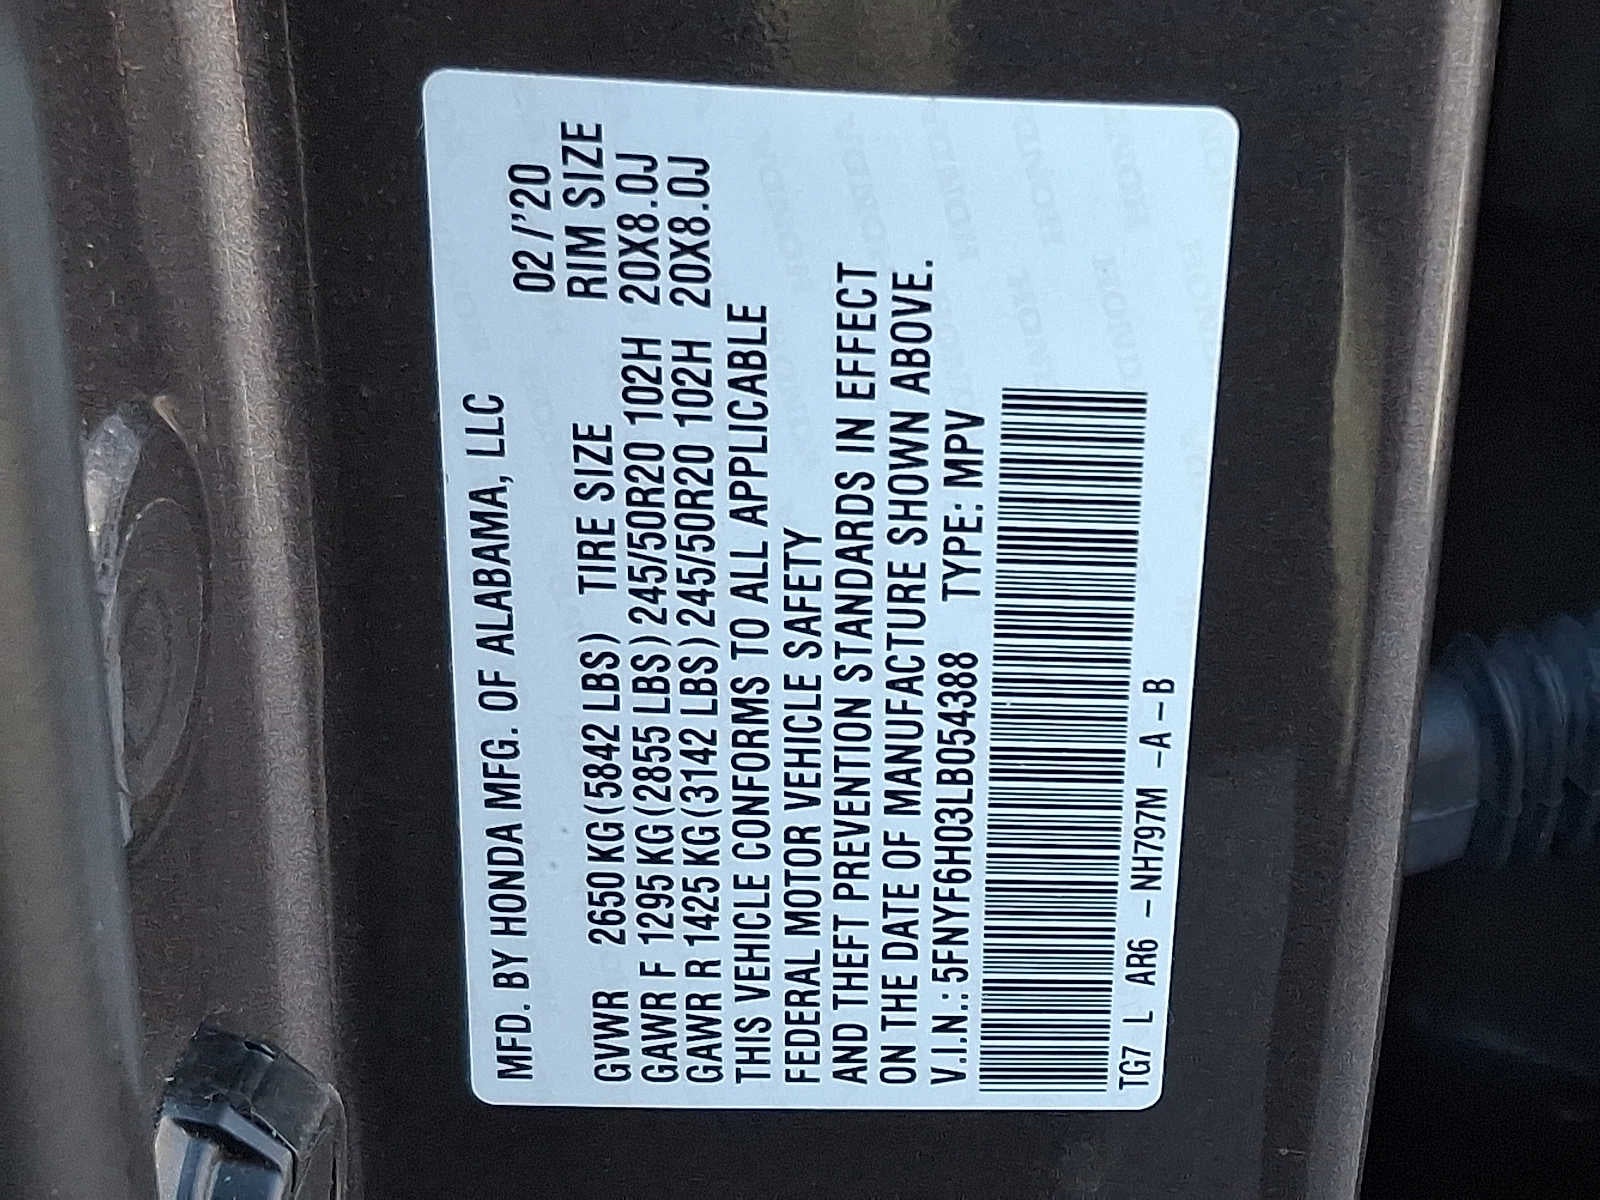 MFD. BY HONDA MFG. OF ALABAMA, LLC
02/'20
GVWR 2650 KG (5842 LBS) TIRE SIZE RIM SIZE
GAWR F 1295 KG (2855 LBS) 245/50R20 102H 20X8.0J
GAWR R 1425 KG (3142 LBS) 245/50R20 102H 20X8.0J
THIS VEHICLE CONFORMS TO ALL APPLICABLE
FEDERAL MOTOR VEHICLE SAFETY
AND THEFT PREVENTION STANDARDS IN EFFECT
ON THE DATE OF MANUFACTURE SHOWN ABOVE.
V.I.N.: 5FNYF6H03LB054388 TYPE: MPV
TG7 L AR6 -NH797M -A-B